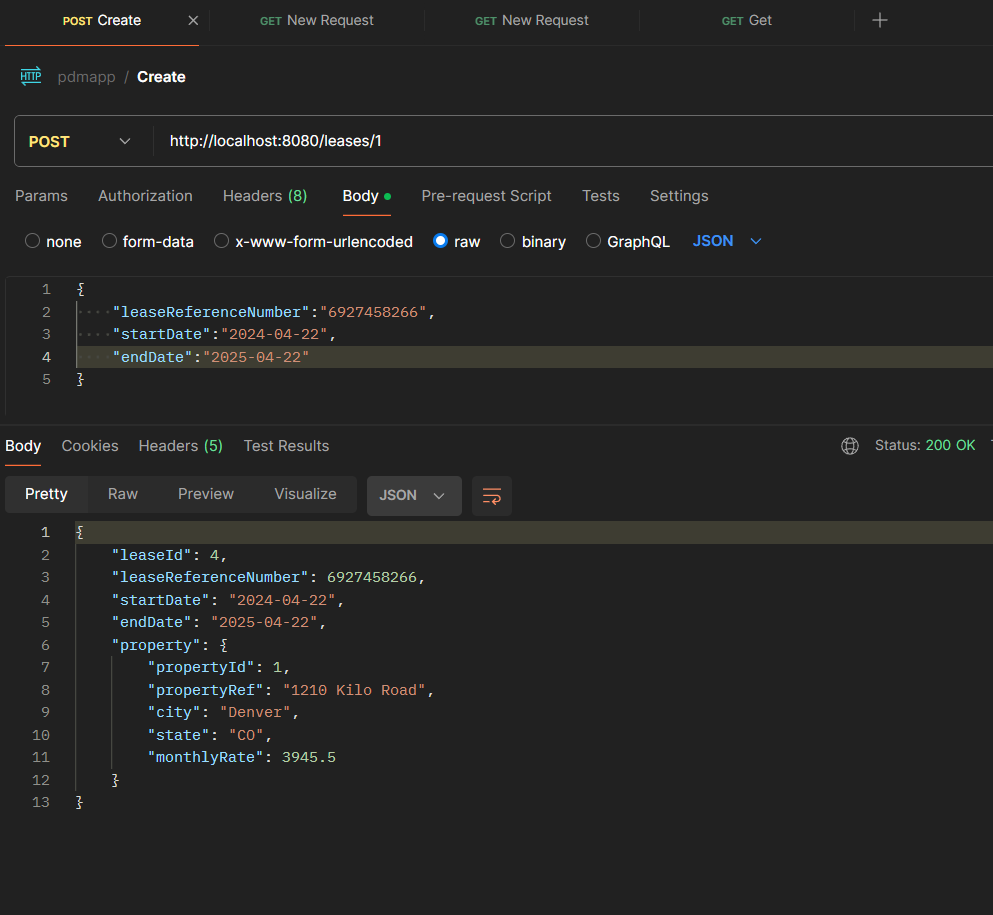 POST Create GET New Request GET New Request GET Get
HTTP pdmapp / Create
POST http://localhost:8080/leases/1
Params Authorization Headers (8) Body Pre-request Script Tests Settings
none form-data x-www-form-urlencoded raw binary GraphQL JSON
1 {
2 "leaseReferenceNumber":"6927458266",
3 "startDate":"2024-04-22",
4 "endDate":"2025-04-22"
5 }
Body Cookies Headers (5) Test Results Status: 200 OK
Pretty Raw Preview Visualize JSON
1 {
2 "leaseId": 4,
3 "leaseReferenceNumber": 6927458266,
4 "startDate": "2024-04-22",
5 "endDate": "2025-04-22",
6 "property": {
7 "propertyId": 1,
8 "propertyRef": "1210 Kilo Road",
9 "city": "Denver",
10 "state": "CO",
11 "monthlyRate": 3945.5
12 }
13 }